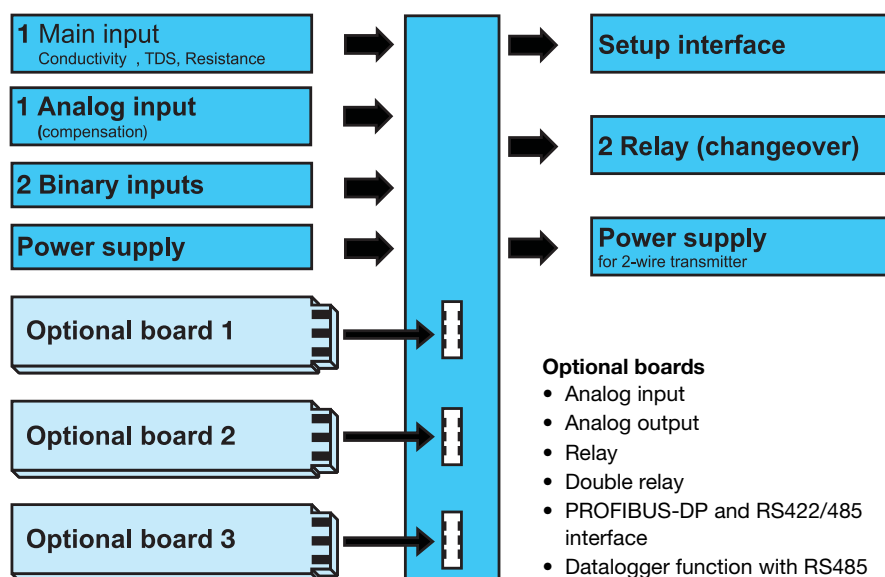 1 Main input
Conductivity , TDS, Resistance
1 Analog input
(compensation)
2 Binary inputs
Power supply
Optional board 1
Optional board 2
Optional board 3
Setup interface
2 Relay (changeover)
Power supply
for 2-wire transmitter
Optional boards
• Analog input
• Analog output
• Relay
• Double relay
• PROFIBUS-DP and RS422/485
interface
• Datalogger function with RS485